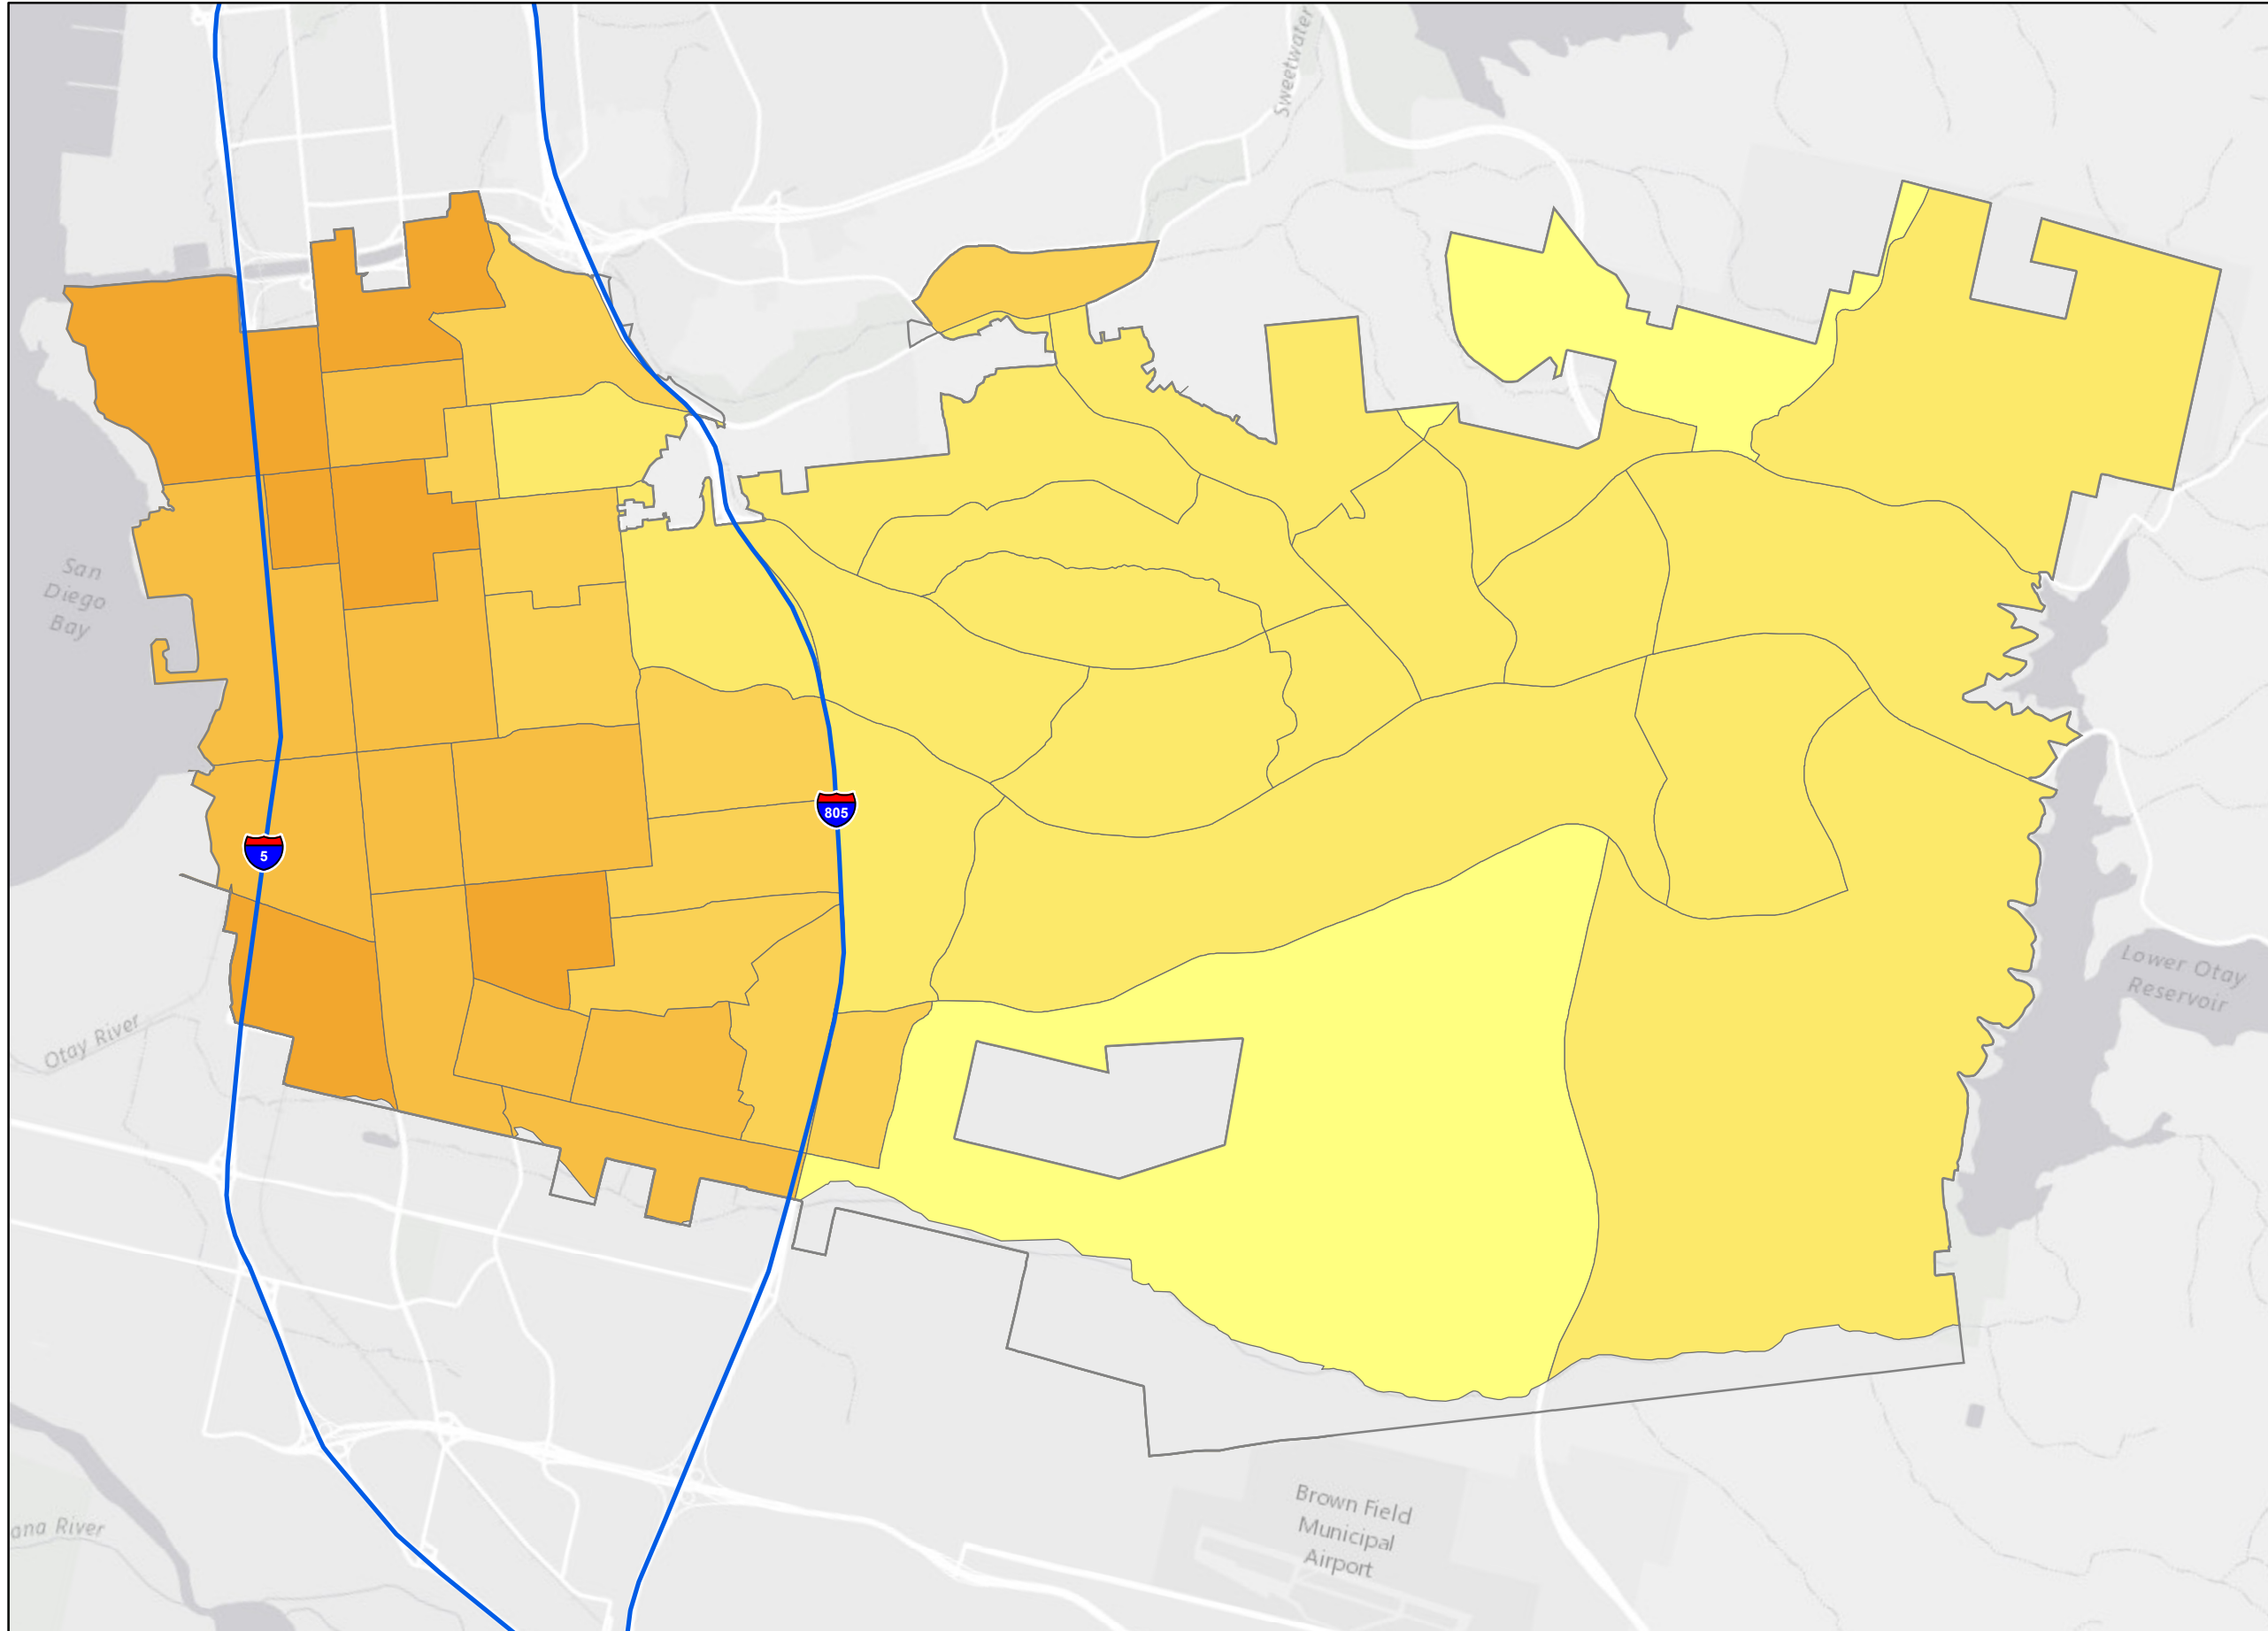 Sweetwater
San
Diego
Bay
805
5
Lower Otay
Reservoir
Otay River
Brown Field
Municipal
Airport
ana River